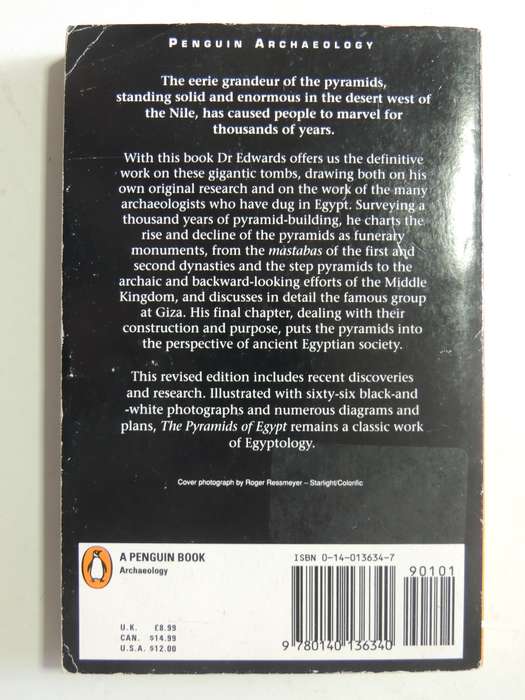 PENGUIN ARCHAEOLOGY
The eerie grandeur of the pyramids,
standing solid and enormous in the desert west of
the Nile, has caused people to marvel for
thousands of years.
With this book Dr Edwards offers us the definitive
work on these gigantic tombs, drawing both on his
own original research and on the work of the many
archaeologists who have dug in Egypt. Surveying a
thousand years of pyramid-building, he charts the
rise and decline of the pyramids as funerary
monuments, from the mastabas of the first and
second dynasties and the step pyramids to the
archaic and backward-looking efforts of the Middle
Kingdom, and discusses in detail the famous group
at Giza. His final chapter, dealing with their
construction and purpose, puts the pyramids into
the perspective of ancient Egyptian society.
This revised edition includes recent discoveries
and research. Illustrated with sixty-six black-and
-white photographs and numerous diagrams and
plans, The Pyramids of Egypt remains a classic work
of Egyptology.
Cover photograph by Roger Ressmeyer – Starlight/Colorific
A PENGUIN BOOK
Archaeology
U.K. £8.99
CAN. $14.99
U.S.A. $12.00
ISBN 0-14-013634-7
90101
9 780140 136340